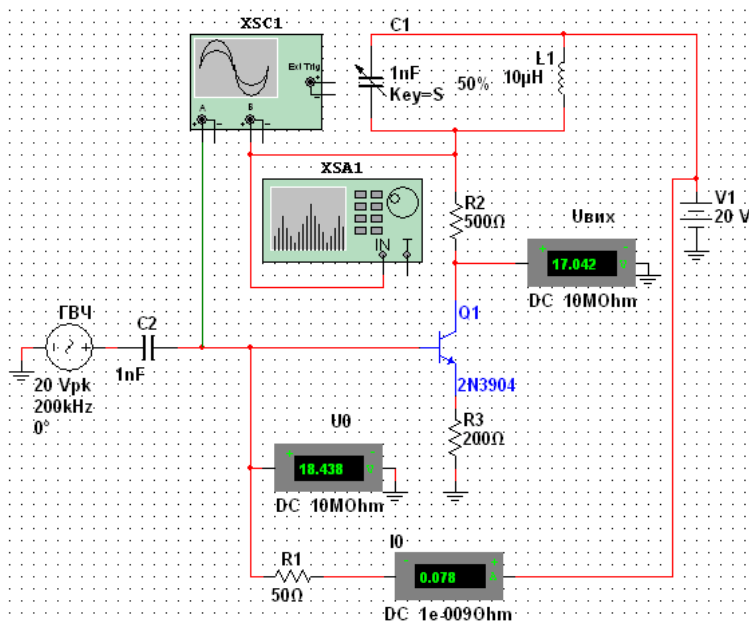 XSC1
C1
Ext Trig
A
B
1nF
Key=S
50%
L1
10µH
XSA1
IN
T
R2
500Ω
Uвих
17.042
DC 10MOhm
V1
20 V
ГВЧ
C2
1nF
20 Vpk
200kHz
0°
Q1
2N3904
U0
18.438
DC 10MOhm
R3
200Ω
R1
50Ω
I0
0.078
DC 1e-009Ohm